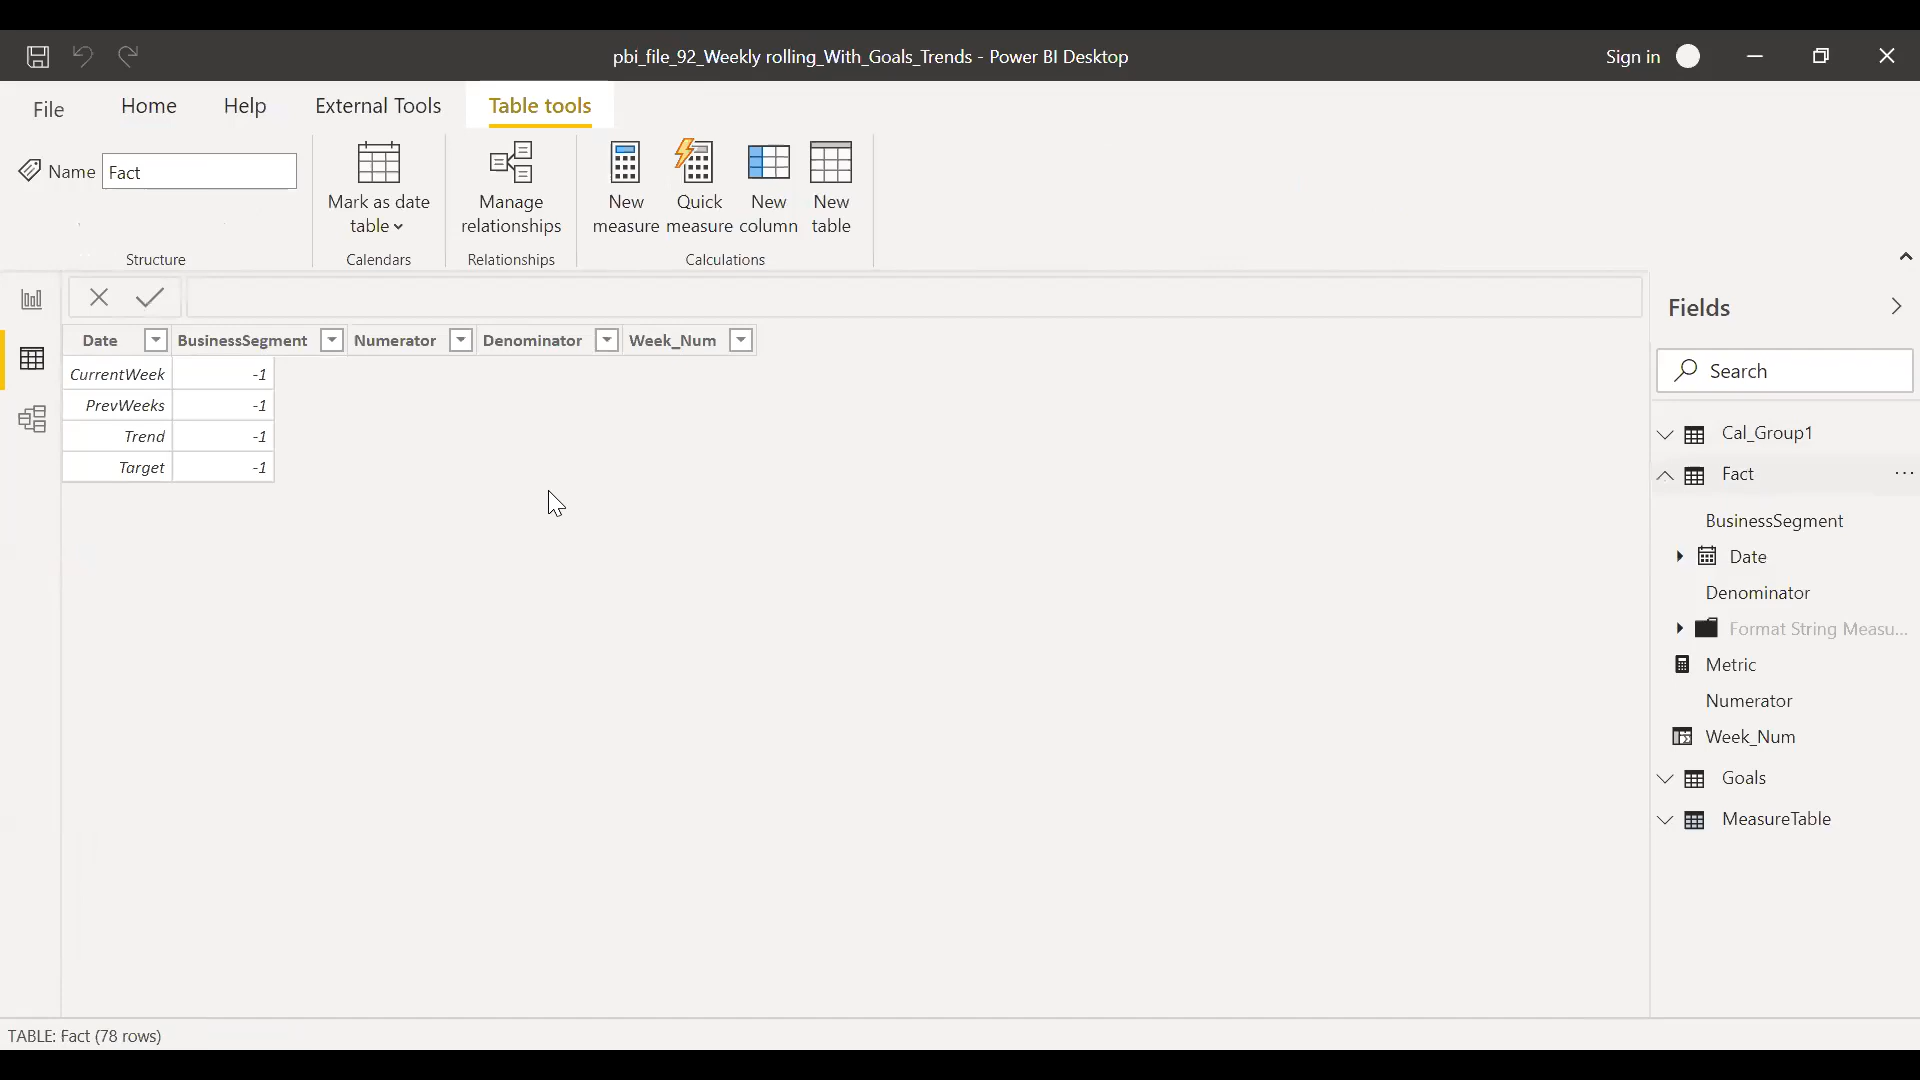 pbi_file_92_Weekly rolling_With_Goals_Trends - Power BI Desktop
Sign in
File Home Help External Tools Table tools
Name Fact
Mark as date
table
Manage
relationships
New
measure
Quick
measure
New
column
New
table
Structure Calendars Relationships Calculations
Fields
Date BusinessSegment Numerator Denominator Week_Num
CurrentWeek -1
PrevWeeks -1
Trend -1
Target -1
Search
Cal_Group1
Fact
BusinessSegment
Date
Denominator
Format String Measu...
Metric
Numerator
Week_Num
Goals
MeasureTable
TABLE: Fact (78 rows)